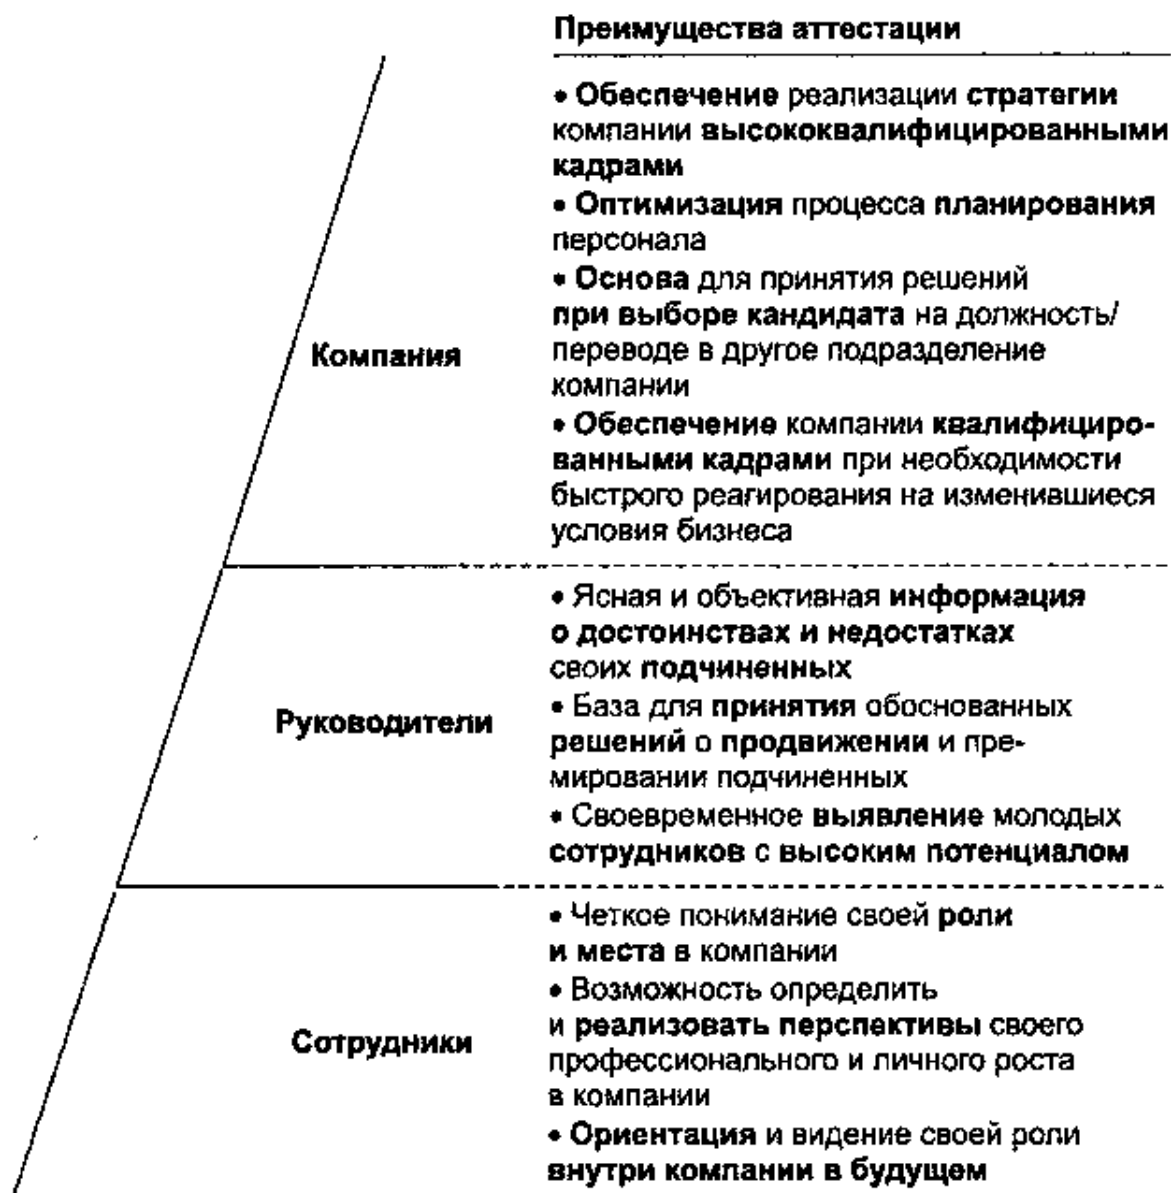 Преимущества аттестации
• Обеспечение реализации стратегии
компании высококвалифицированными
кадрами
• Оптимизация процесса планирования
персонала
• Основа для принятия решений
при выборе кандидата на должность/
переводе в другое подразделение
компании
• Обеспечение компании квалифициро-
ванными кадрами при необходимости
быстрого реагирования на изменившиеся
условия бизнеса
Компания
• Ясная и объективная информация
о достоинствах и недостатках
своих подчиненных
• База для принятия обоснованных
решений о продвижении и пре-
мировании подчиненных
• Своевременное выявление молодых
сотрудников с высоким потенциалом
Руководители
• Четкое понимание своей роли
и места в компании
• Возможность определить
и реализовать перспективы своего
профессионального и личного роста
в компании
• Ориентация и видение своей роли
внутри компании в будущем
Сотрудники